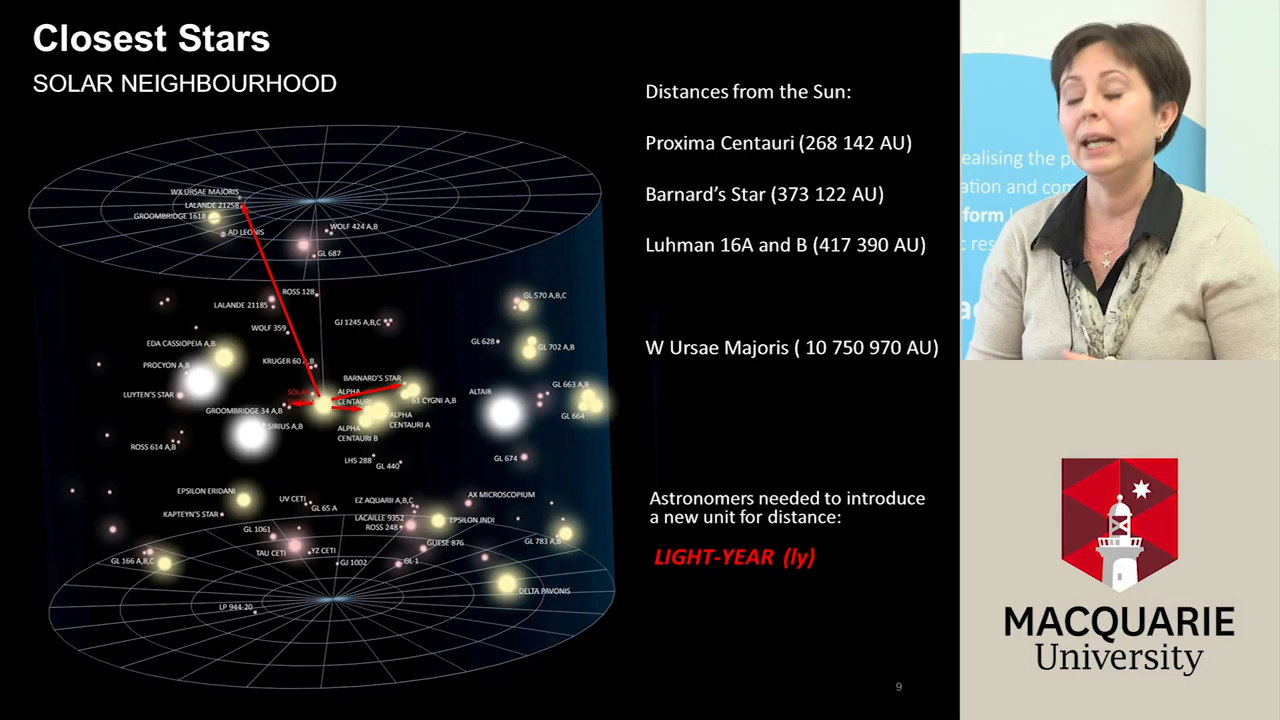 Closest Stars
SOLAR NEIGHBOURHOOD
Distances from the Sun:
Proxima Centauri (268 142 AU)
Barnard's Star (373 122 AU)
Luhman 16A and B (417 390 AU)
W Ursae Majoris ( 10 750 970 AU)
Astronomers needed to introduce
a new unit for distance:
LIGHT-YEAR (ly)
WX URSAE MAJORIS
LALANDE 21258
GROOMBRIDGE 1618
AD LEONIS
WOLF 424 A,B
GL 687
ROSS 128
LALANDE 21185
WOLF 359
GJ 1245 A,B,C
GL 570 A,B,C
EDA CASSIOPEIA A,B
GL 628
GL 702 A,B
PROCYON A,B
KRUGER 60 A,B
BARNARD'S STAR
LUYTEN'S STAR
ALPHA
CENTAURI
61 CYGNI A,B
ALTAIR
GL 663 A,B
GL 664
GROOMBRIDGE 34 A,B
SIRIUS A,B
ALPHA
CENTAURI A
ALPHA
CENTAURI B
ROSS 614 A,B
LHS 288
GL 440
GL 674
EPSILON ERIDANI
UV CETI
GL 65 A
EZ AQUARII A,B,C
AX MICROSCOPIUM
KAPTEYN'S STAR
LACAILLE 9352
ROSS 248
EPSILON INDI
GL 1061
GLIESE 876
GL 783 A,B
TAU CETI
YZ CETI
GJ 1002
GL-1
GL 166 A,B,C
DELTA PAVONIS
LP 944-20
9
ealising the p
ation and con
form
c res
MACQUARIE
University